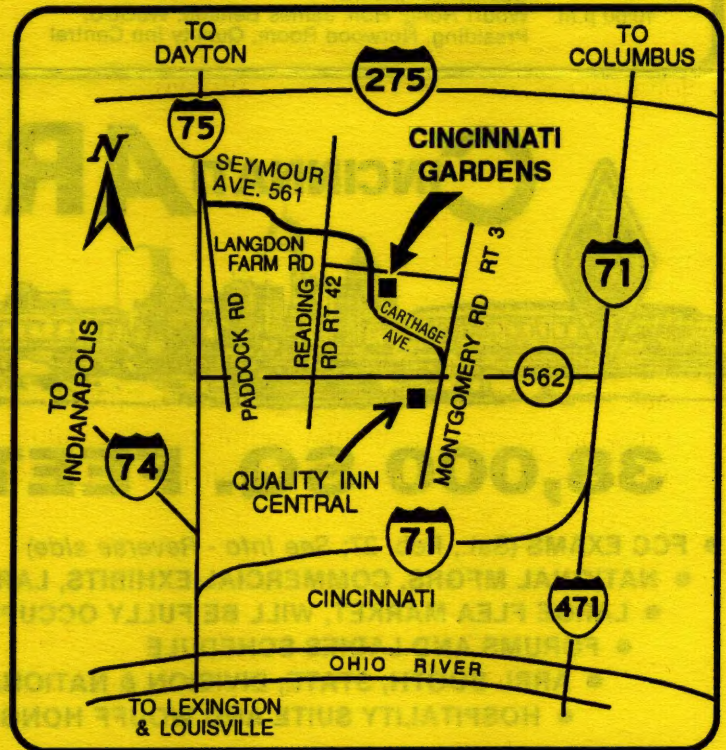 TO
DAYTON
TO
COLUMBUS
275
75
N
CINCINNATI
GARDENS
SEYMOUR
AVE. 561
LANGDON
FARM RD
RT 3
71
PADDOCK RD
READING
RD RT 42
CARTHAGE
AVE.
MONTGOMERY RD
562
TO
INDIANAPOLIS
74
QUALITY INN
CENTRAL
71
CINCINNATI
471
OHIO RIVER
TO LEXINGTON
& LOUISVILLE